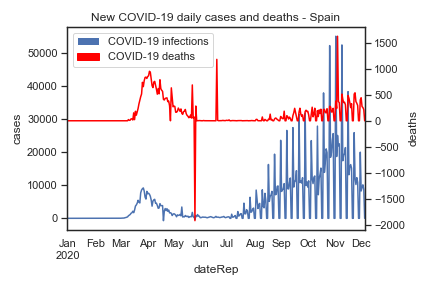 New COVID-19 daily cases and deaths - Spain
COVID-19 infections
COVID-19 deaths
50000
40000
30000
20000
10000
0
cases
1500
1000
500
0
−500
−1000
−1500
−2000
deaths
Jan Feb Mar Apr May Jun Jul Aug Sep Oct Nov Dec
2020
dateRep